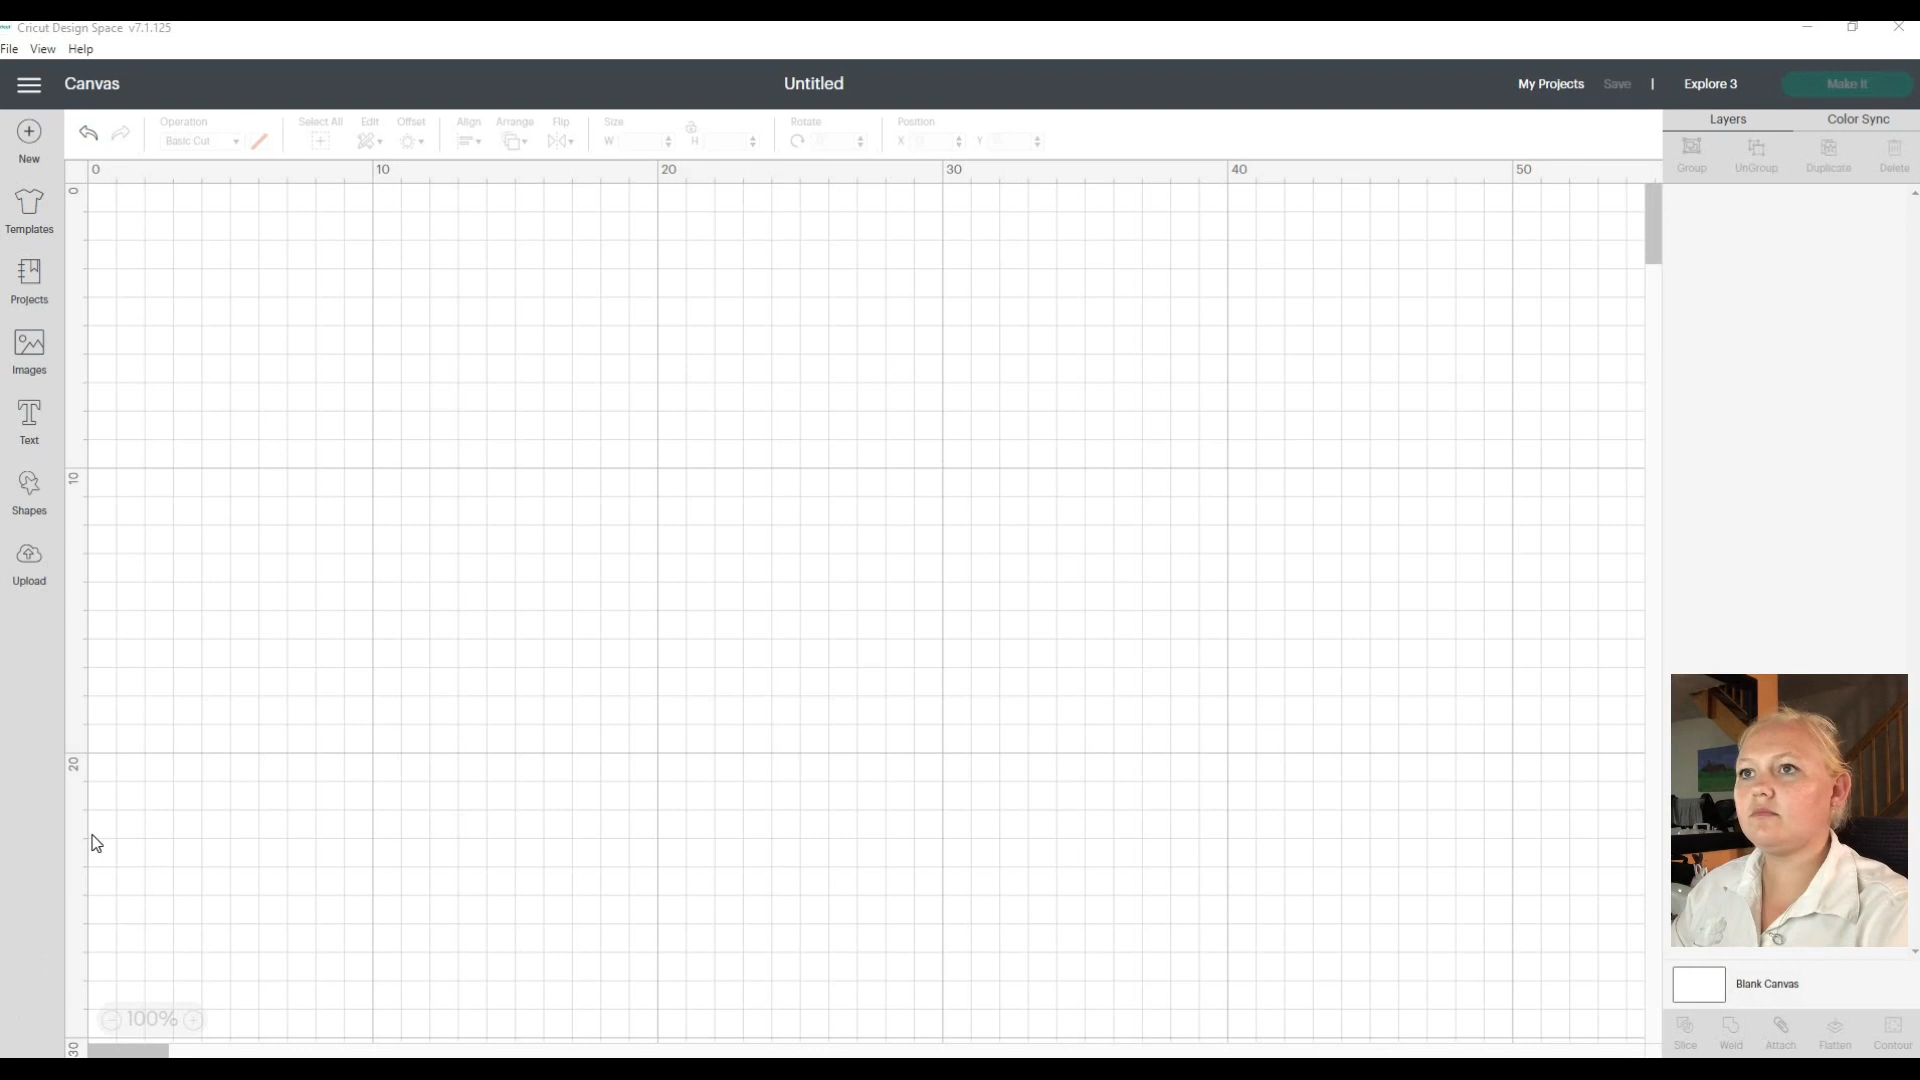 Cricut Design Space v7.1.125
File View Help
Canvas Untitled My Projects Save | Explore 3 Make It
Operation Select All Edit Offset Align Arrange Flip Size Rotate Position
Basic Cut W H X Y
Layers Color Sync
Group UnGroup Duplicate Delete
0 10 20 30 40 50
0
10
20
30
New
Templates
Projects
Images
Text
Shapes
Upload
100%
Blank Canvas
Slice Weld Attach Flatten Contour